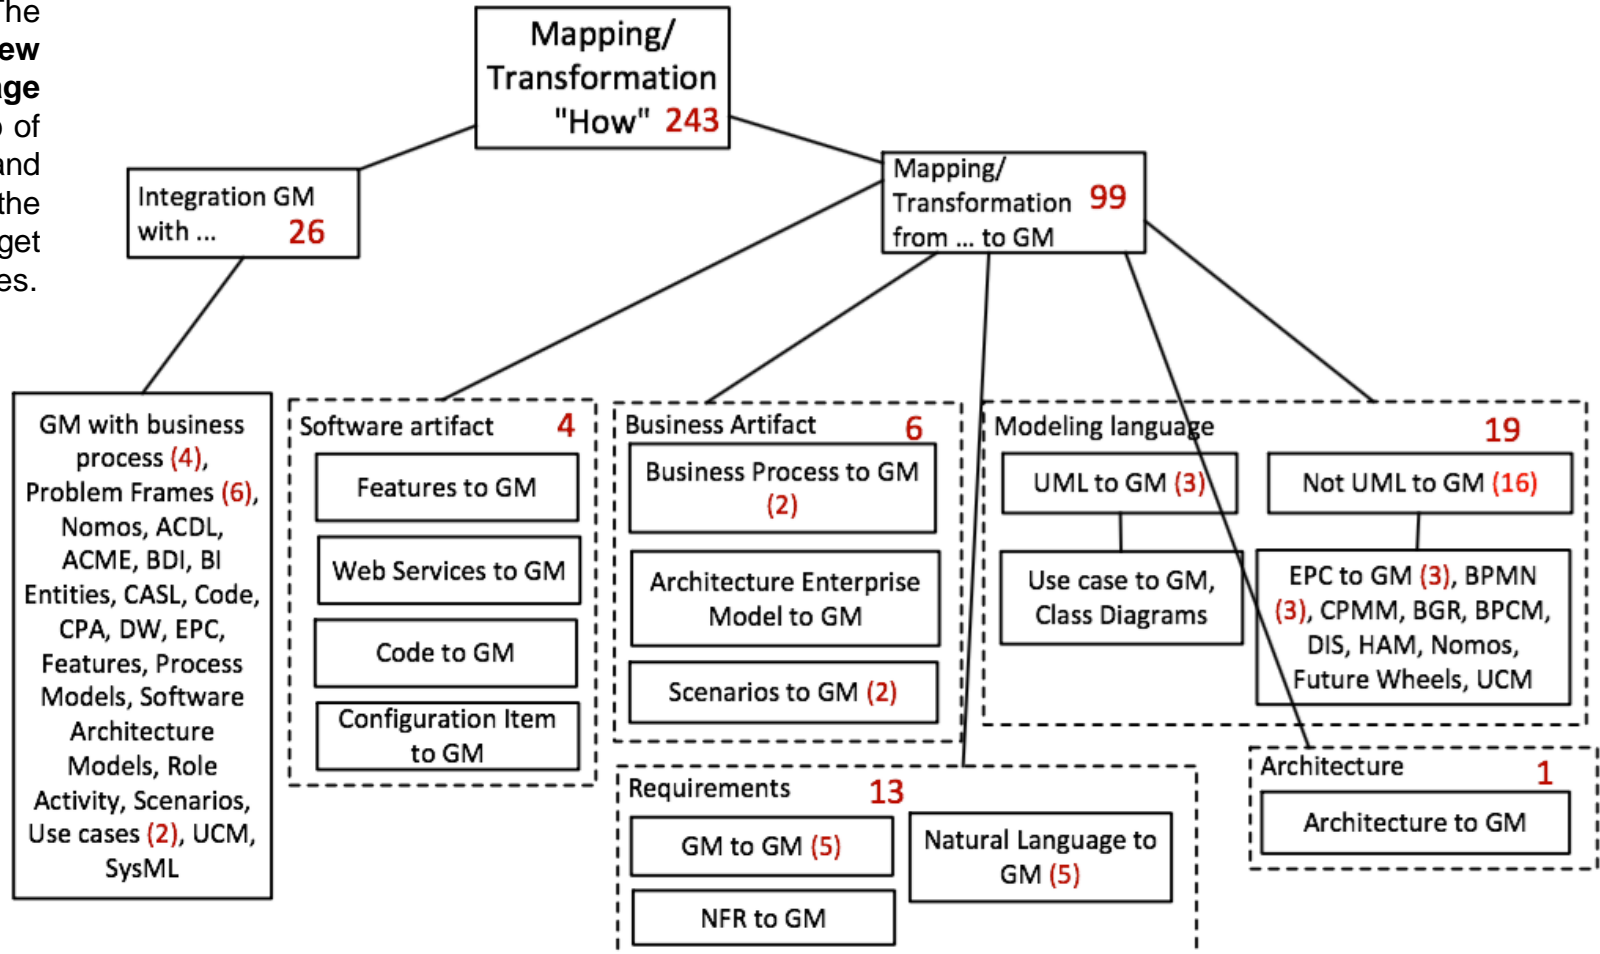 The
ew
age
o of
and
the
get
es.
Mapping/
Transformation
"How" 243
Integration GM
with ... 26
Mapping/
Transformation 99
from ... to GM
GM with business
process (4),
Problem Frames (6),
Nomos, ACDL,
ACME, BDI, BI
Entities, CASL, Code,
CPA, DW, EPC,
Features, Process
Models, Software
Architecture
Models, Role
Activity, Scenarios,
Use cases (2), UCM,
SysML
Software artifact 4
Features to GM
Web Services to GM
Code to GM
Configuration Item
to GM
Business Artifact 6
Business Process to GM
(2)
Architecture Enterprise
Model to GM
Scenarios to GM (2)
Modeling language 19
UML to GM (3)
Use case to GM,
Class Diagrams
Not UML to GM (16)
EPC to GM (3), BPMN
(3), CPMM, BGR, BPCM,
DIS, HAM, Nomos,
Future Wheels, UCM
Requirements 13
GM to GM (5)
NFR to GM
Natural Language to
GM (5)
Architecture 1
Architecture to GM